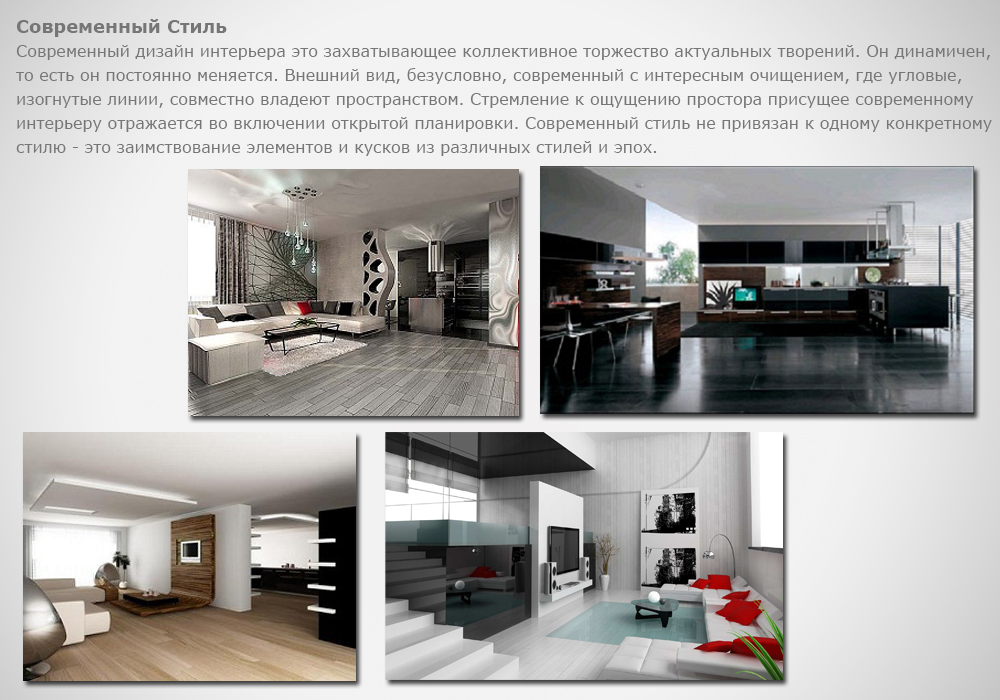 Современный Стиль
Современный дизайн интерьера это захватывающее коллективное торжество актуальных творений. Он динамичен,
то есть он постоянно меняется. Внешний вид, безусловно, современный с интересным очищением, где угловые,
изогнутые линии, совместно владеют пространством. Стремление к ощущению простора присущее современному
интерьеру отражается во включении открытой планировки. Современный стиль не привязан к одному конкретному
стилю - это заимствование элементов и кусков из различных стилей и эпох.